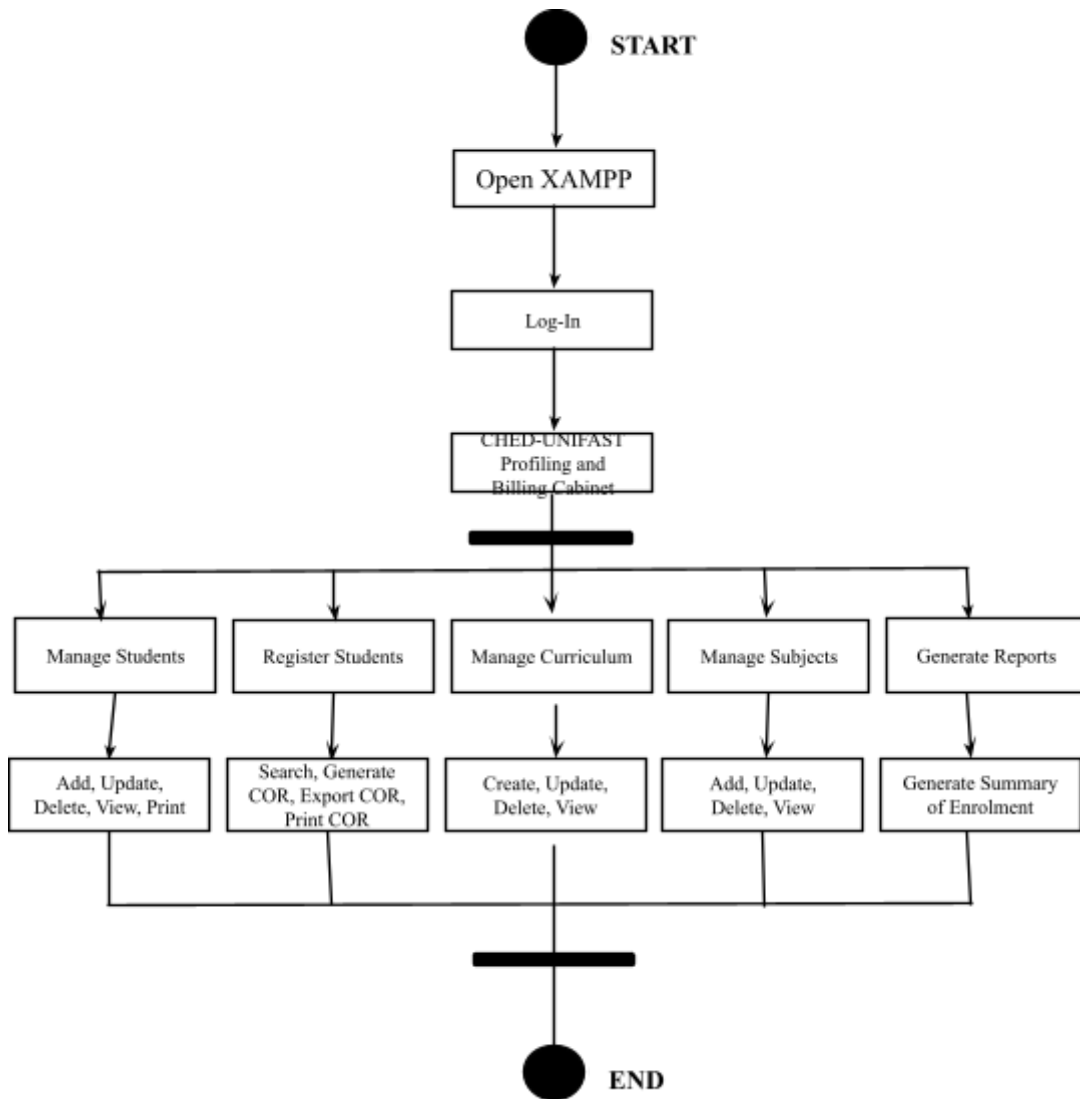 START
Open XAMPP
Log-In
CHED-UNIFAST
Profiling and
Billing Cabinet
Manage Students
Register Students
Manage Curriculum
Manage Subjects
Generate Reports
Add, Update,
Delete, View, Print
Search, Generate
COR, Export COR,
Print COR
Create, Update,
Delete, View
Add, Update,
Delete, View
Generate Summary
of Enrolment
END